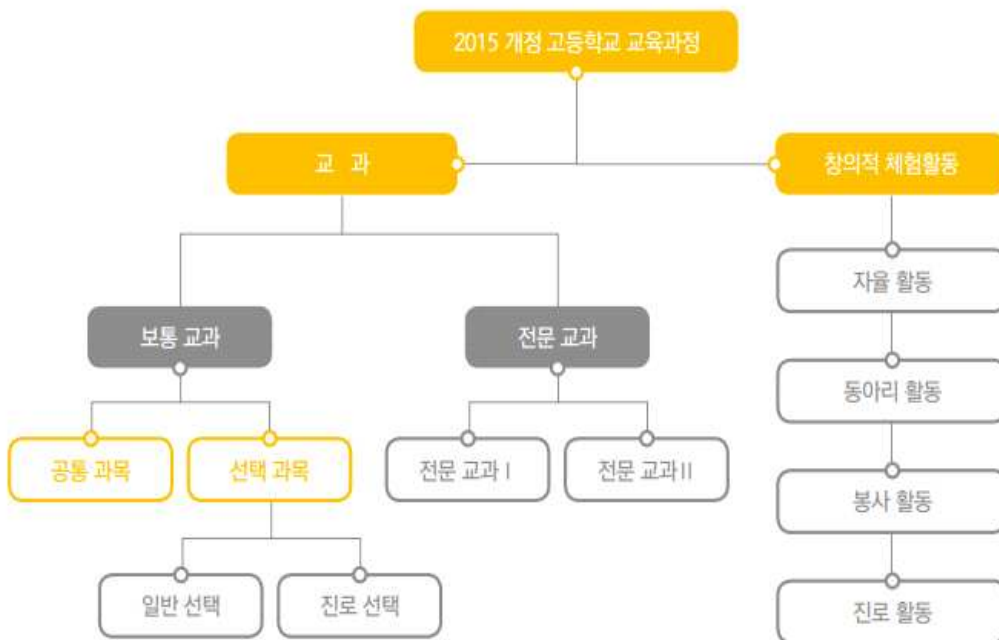 2015 개정 고등학교 교육과정
교 과
창의적 체험활동
자율 활동
보통 교과
전문 교과
동아리 활동
공통 과목
선택 과목
전문 교과 I
전문 교과 II
봉사 활동
일반 선택
진로 선택
진로 활동